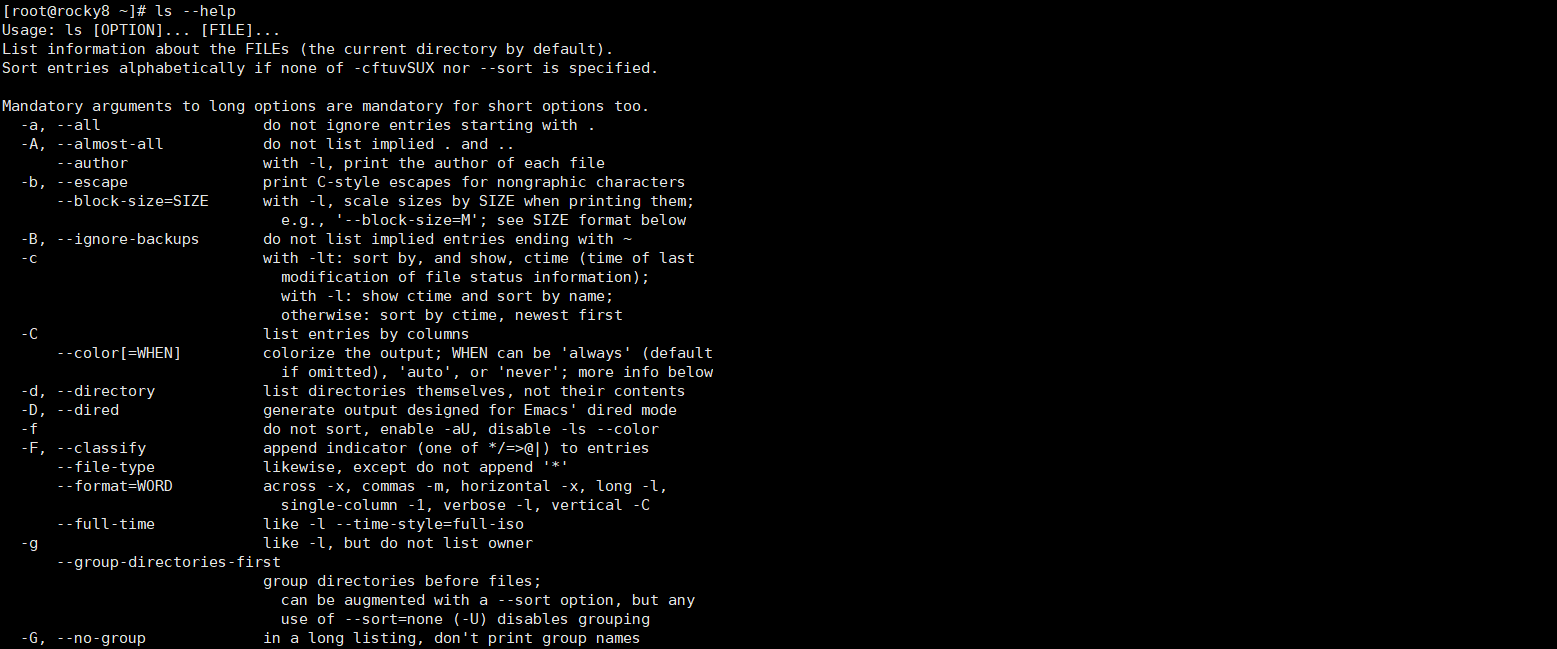 [root@rocky8 ~]# ls --help
Usage: ls [OPTION]... [FILE]...
List information about the FILEs (the current directory by default).
Sort entries alphabetically if none of -cftuvSUX nor --sort is specified.

Mandatory arguments to long options are mandatory for short options too.
  -a, --all                  do not ignore entries starting with .
  -A, --almost-all           do not list implied . and ..
      --author               with -l, print the author of each file
  -b, --escape               print C-style escapes for nongraphic characters
      --block-size=SIZE      with -l, scale sizes by SIZE when printing them;
                               e.g., '--block-size=M'; see SIZE format below
  -B, --ignore-backups       do not list implied entries ending with ~
  -c                         with -lt: sort by, and show, ctime (time of last
                               modification of file status information);
                               with -l: show ctime and sort by name;
                               otherwise: sort by ctime, newest first
  -C                         list entries by columns
      --color[=WHEN]         colorize the output; WHEN can be 'always' (default
                               if omitted), 'auto', or 'never'; more info below
  -d, --directory            list directories themselves, not their contents
  -D, --dired                generate output designed for Emacs' dired mode
  -f                         do not sort, enable -aU, disable -ls --color
  -F, --classify             append indicator (one of */=>@|) to entries
      --file-type            likewise, except do not append '*'
      --format=WORD          across -x, commas -m, horizontal -x, long -l,
                               single-column -1, verbose -l, vertical -C
      --full-time            like -l --time-style=full-iso
  -g                         like -l, but do not list owner
      --group-directories-first
                             group directories before files;
                               can be augmented with a --sort option, but any
                               use of --sort=none (-U) disables grouping
  -G, --no-group             in a long listing, don't print group names